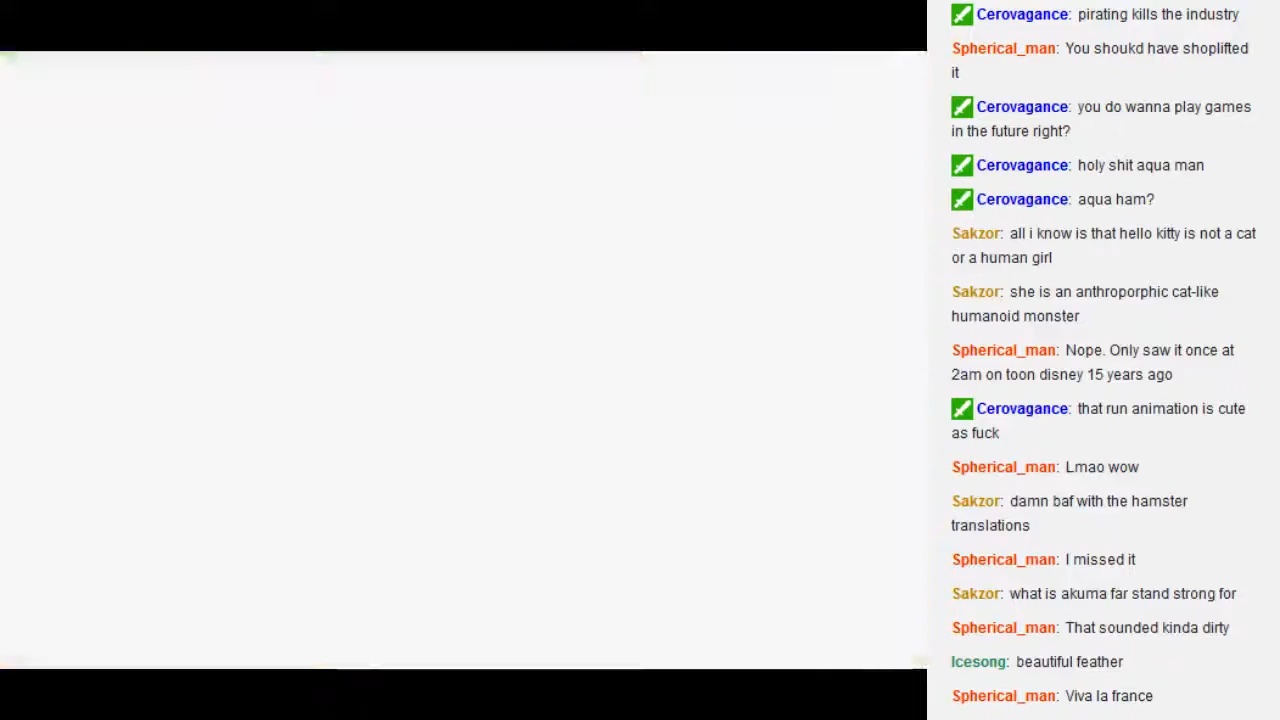 Cerovagance: pirating kills the industry
Spherical_man: You shoukd have shoplifted
it
Cerovagance: you do wanna play games
in the future right?
Cerovagance: holy shit aqua man
Cerovagance: aqua ham?
Sakzor: all i know is that hello kitty is not a cat
or a human girl
Sakzor: she is an anthroporphic cat-like
humanoid monster
Spherical_man: Nope. Only saw it once at
2am on toon disney 15 years ago
Cerovagance: that run animation is cute
as fuck
Spherical_man: Lmao wow
Sakzor: damn baf with the hamster
translations
Spherical_man: I missed it
Sakzor: what is akuma far stand strong for
Spherical_man: That sounded kinda dirty
Icesong: beautiful feather
Spherical_man: Viva la france